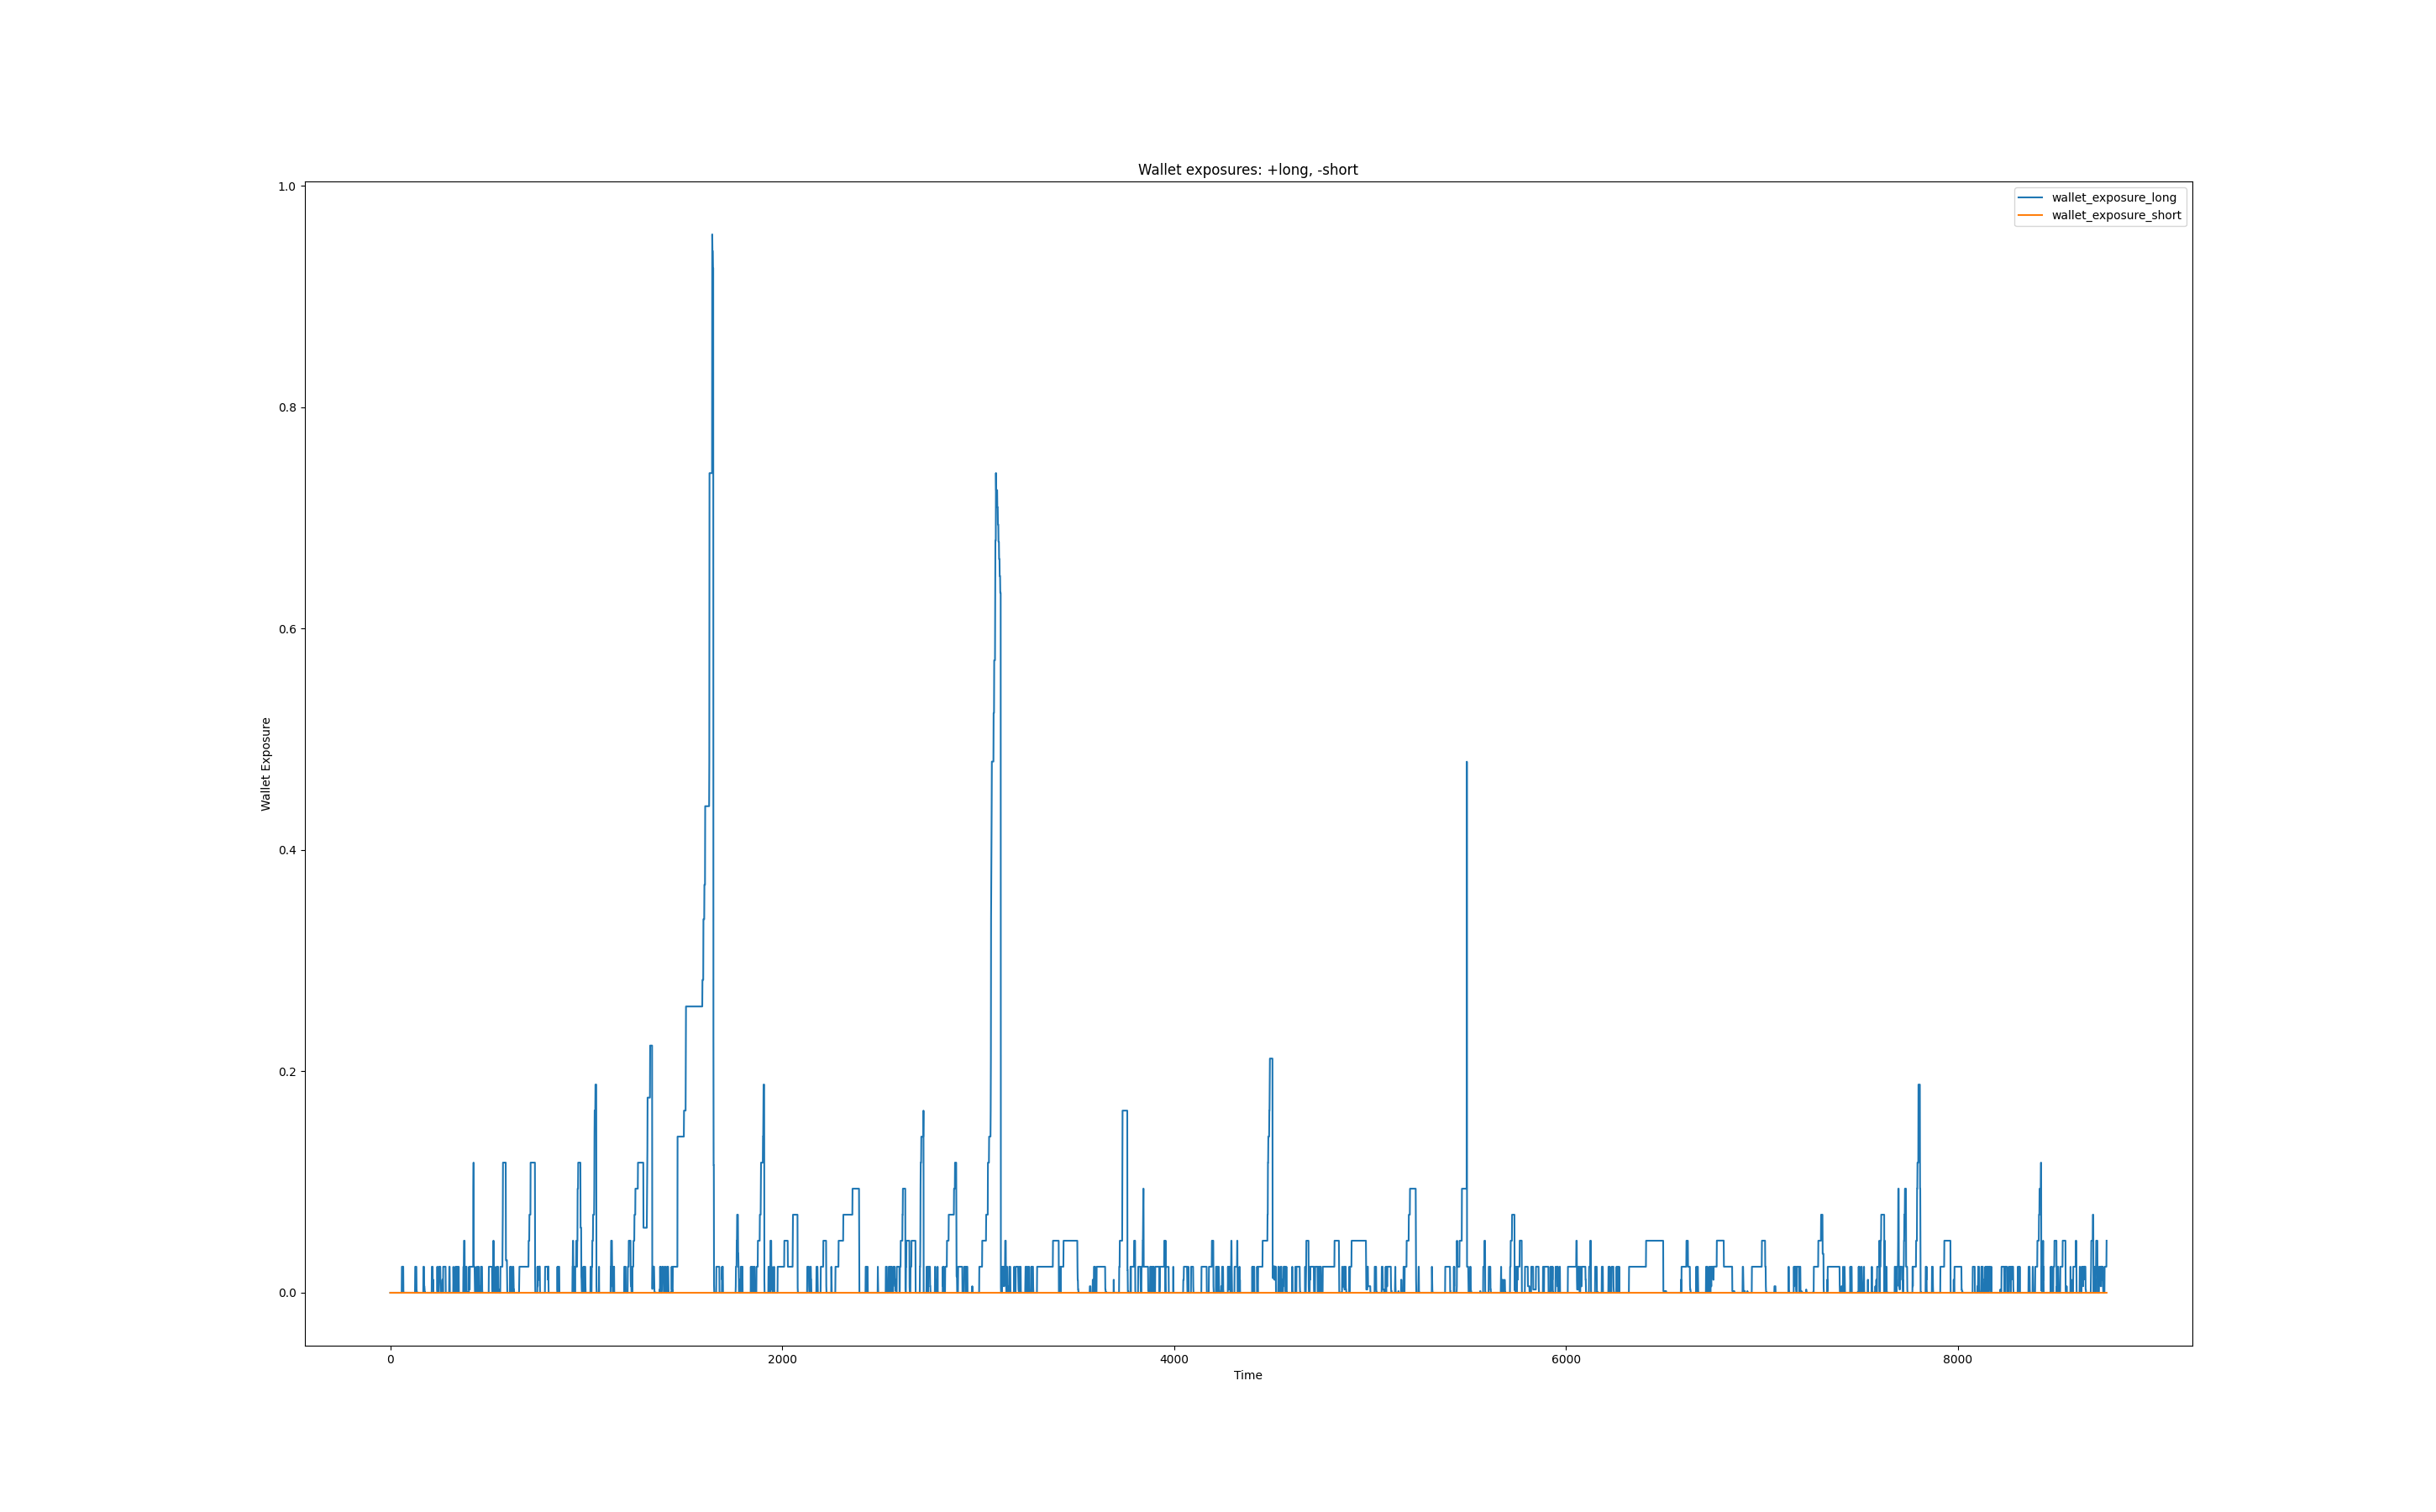 Wallet exposures: +long, -short
wallet_exposure_long
wallet_exposure_short
1.0
0.8
0.6
0.4
0.2
0.0
Wallet Exposure
0
2000
4000
6000
8000
Time